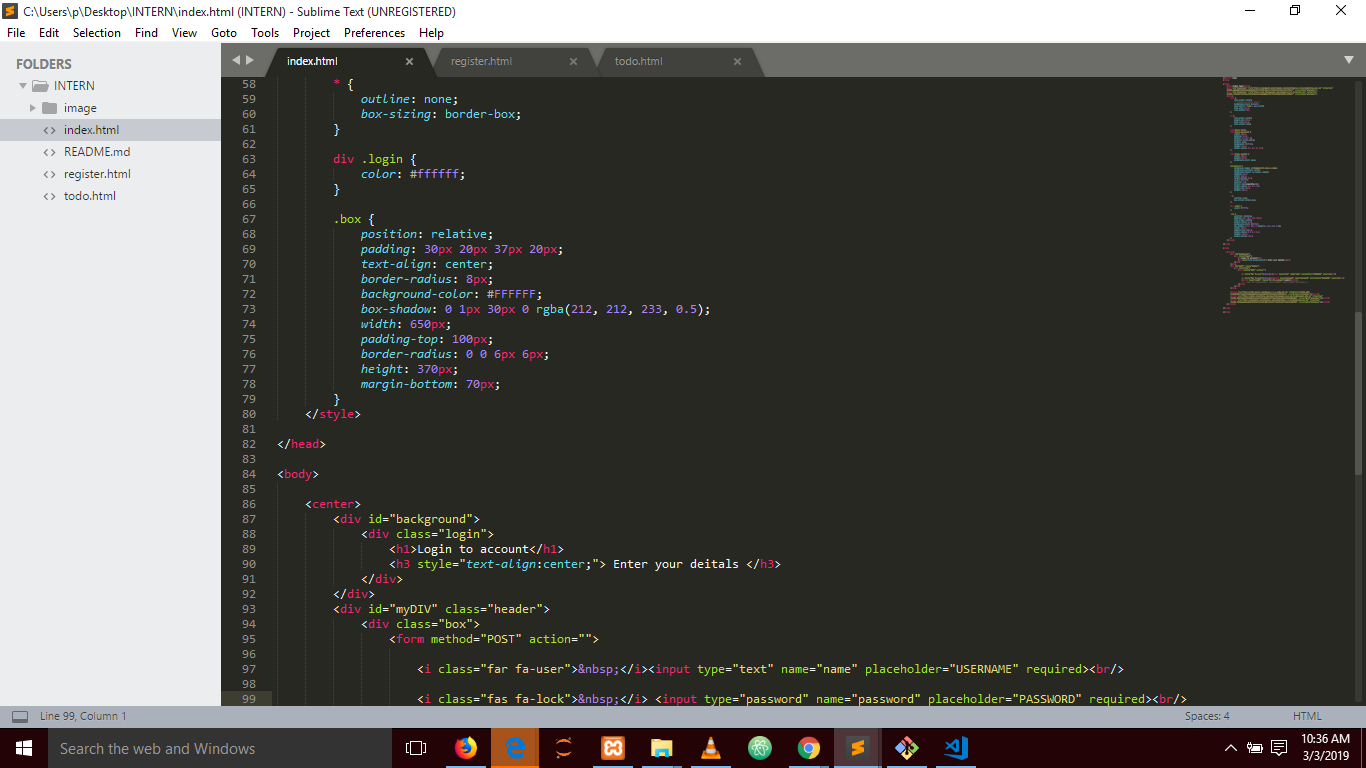 C:\Users\p\Desktop\INTERN\index.html (INTERN) - Sublime Text (UNREGISTERED)
File Edit Selection Find View Goto Tools Project Preferences Help
FOLDERS
INTERN
image
index.html
README.md
register.html
todo.html
index.html × register.html × todo.html ×
58 * {
59 outline: none;
60 box-sizing: border-box;
61 }
62
63 div .login {
64 color: #ffffff;
65 }
66
67 .box {
68 position: relative;
69 padding: 30px 20px 37px 20px;
70 text-align: center;
71 border-radius: 8px;
72 background-color: #FFFFFF;
73 box-shadow: 0 1px 30px 0 rgba(212, 212, 233, 0.5);
74 width: 650px;
75 padding-top: 100px;
76 border-radius: 0 0 6px 6px;
77 height: 370px;
78 margin-bottom: 70px;
79 }
80 </style>
81
82 </head>
83
84 <body>
85
86 <center>
87 <div id="background">
88 <div class="login">
89 <h1>Login to account</h1>
90 <h3 style="text-align:center;"> Enter your deitals </h3>
91 </div>
92 </div>
93 <div id="myDIV" class="header">
94 <div class="box">
95 <form method="POST" action="">
96
97 <i class="far fa-user">&nbsp;</i><input type="text" name="name" placeholder="USERNAME" required><br/>
98
99 <i class="fas fa-lock">&nbsp;</i> <input type="password" name="password" placeholder="PASSWORD" required><br/>
Line 99, Column 1
Spaces: 4 HTML
Search the web and Windows
10:36 AM
3/3/2019